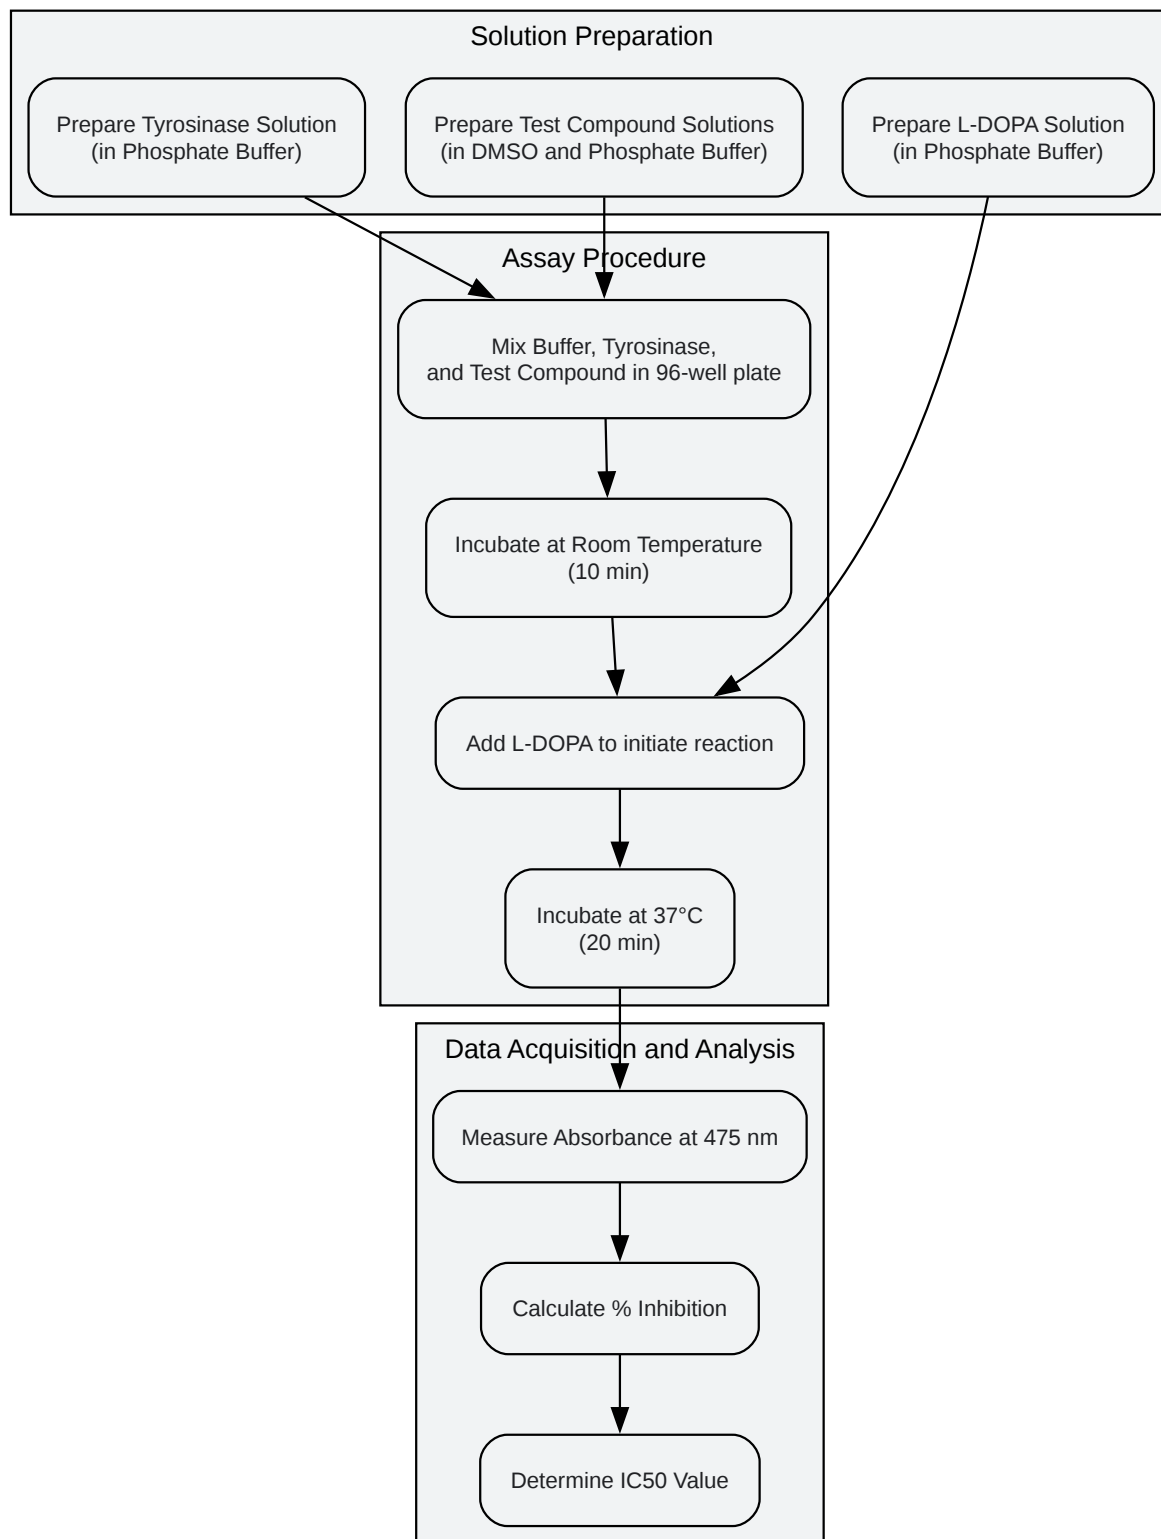 Solution Preparation
Prepare Tyrosinase Solution
(in Phosphate Buffer)
Prepare Test Compound Solutions
(in DMSO and Phosphate Buffer)
Prepare L-DOPA Solution
(in Phosphate Buffer)
Assay Procedure
Mix Buffer, Tyrosinase,
and Test Compound in 96-well plate
Incubate at Room Temperature
(10 min)
Add L-DOPA to initiate reaction
Incubate at 37°C
(20 min)
Data Acquisition and Analysis
Measure Absorbance at 475 nm
Calculate % Inhibition
Determine IC50 Value